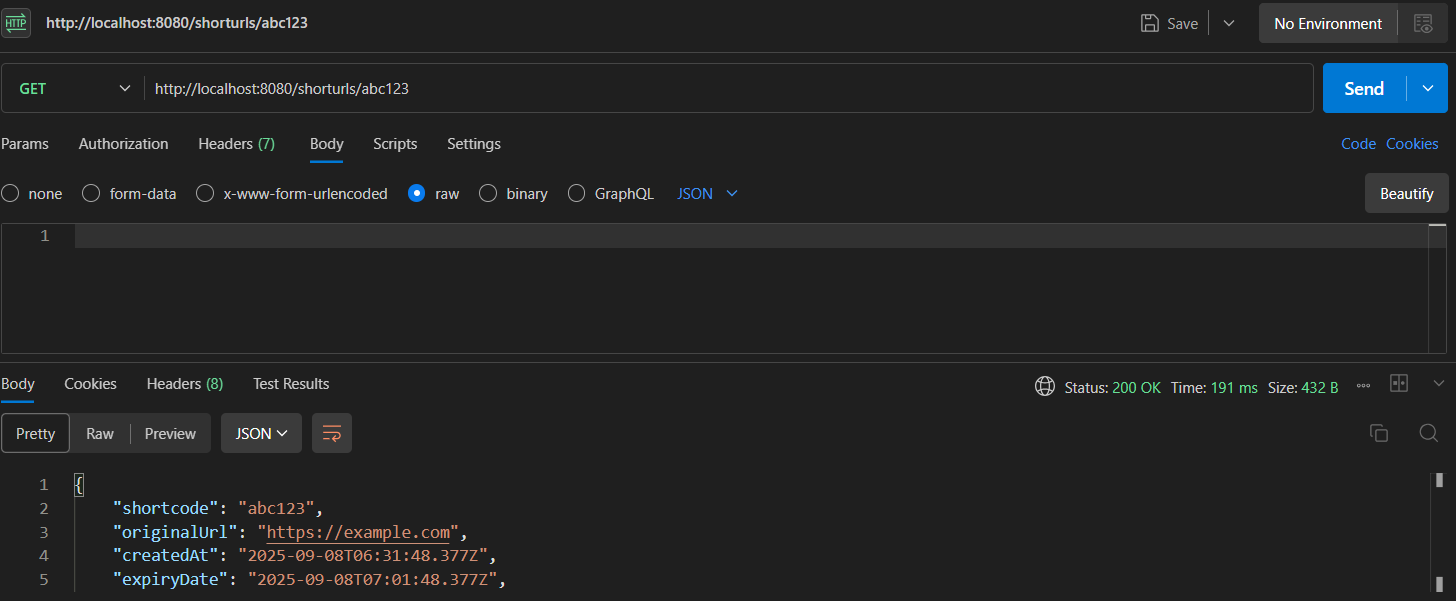 HTTP http://localhost:8080/shorturls/abc123 Save No Environment
GET http://localhost:8080/shorturls/abc123 Send
Params Authorization Headers (7) Body Scripts Settings Code Cookies
none form-data x-www-form-urlencoded raw binary GraphQL JSON Beautify
1
Body Cookies Headers (8) Test Results Status: 200 OK Time: 191 ms Size: 432 B
Pretty Raw Preview JSON
1 {
2 "shortcode": "abc123",
3 "originalUrl": "https://example.com",
4 "createdAt": "2025-09-08T06:31:48.377Z",
5 "expiryDate": "2025-09-08T07:01:48.377Z",